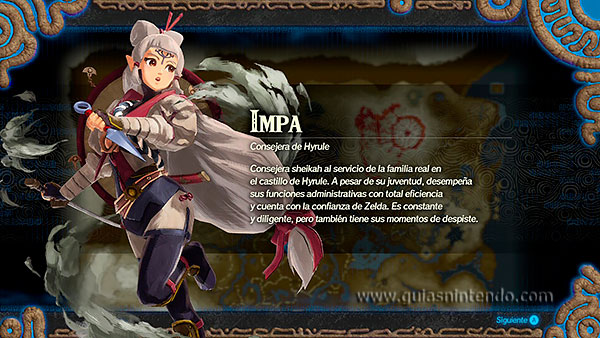 IMPA
Consejera de Hyrule
Consejera sheikah al servicio de la familia real en
el castillo de Hyrule. A pesar de su juventud, desempeña
sus funciones administrativas con total eficiencia
y cuenta con la confianza de Zelda. Es constante
y diligente, pero también tiene sus momentos de despiste.
www.guiasnintendo.com
Siguiente A